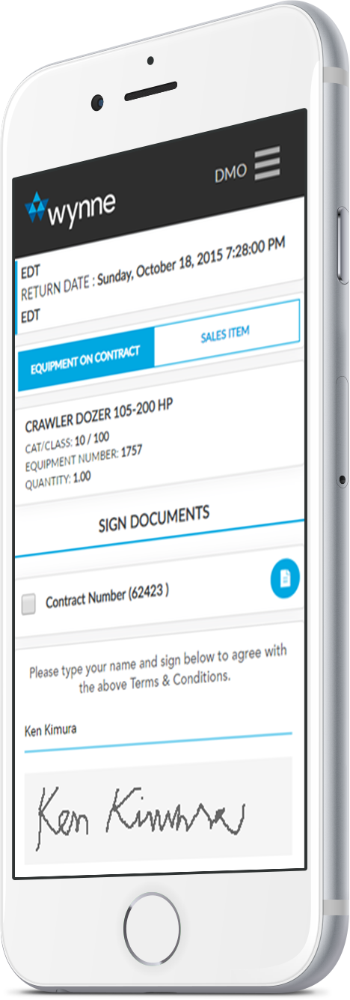 wynne
DMO
EDT
RETURN DATE : Sunday, October 18, 2015 7:28:00 PM
EDT
EQUIPMENT ON CONTRACT
SALES ITEM
CRAWLER DOZER 105-200 HP
CAT/CLASS: 10 / 100
EQUIPMENT NUMBER: 1757
QUANTITY: 1.00
SIGN DOCUMENTS
Contract Number (62423 )
Please type your name and sign below to agree with
the above Terms & Conditions.
Ken Kimura
Ken Kimura